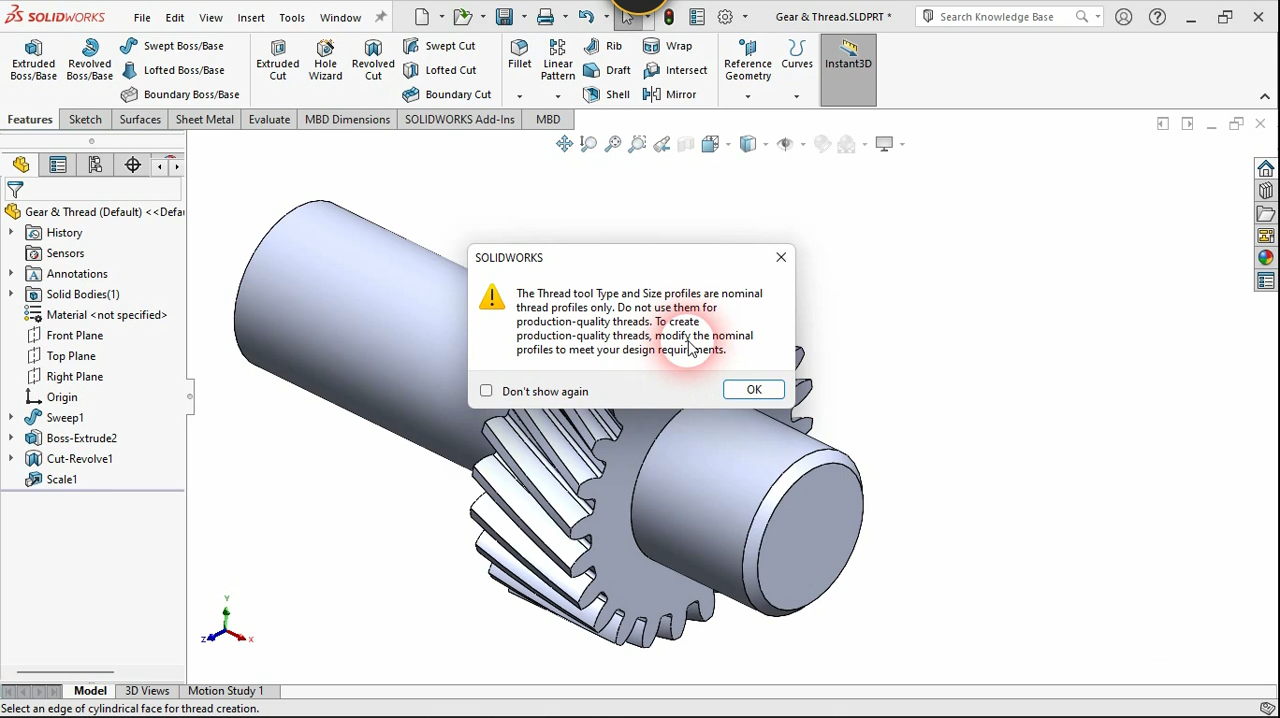 SOLIDWORKS File Edit View Insert Tools Window Gear & Thread.SLDPRT * Search Knowledge Base
Extruded Boss/Base
Revolved Boss/Base
Swept Boss/Base
Lofted Boss/Base
Boundary Boss/Base
Extruded Cut
Hole Wizard
Revolved Cut
Swept Cut
Lofted Cut
Boundary Cut
Fillet
Linear Pattern
Rib
Draft
Shell
Wrap
Intersect
Mirror
Reference Geometry
Curves
Instant3D
Features Sketch Surfaces Sheet Metal Evaluate MBD Dimensions SOLIDWORKS Add-Ins MBD
Gear & Thread (Default) <<Defau
History
Sensors
Annotations
Solid Bodies(1)
Material <not specified>
Front Plane
Top Plane
Right Plane
Origin
Sweep1
Boss-Extrude2
Cut-Revolve1
Scale1
SOLIDWORKS
The Thread tool Type and Size profiles are nominal
thread profiles only. Do not use them for
production-quality threads. To create
production-quality threads, modify the nominal
profiles to meet your design requirements.
Don't show again
OK
Y
Z
X
Model 3D Views Motion Study 1
Select an edge of cylindrical face for thread creation.